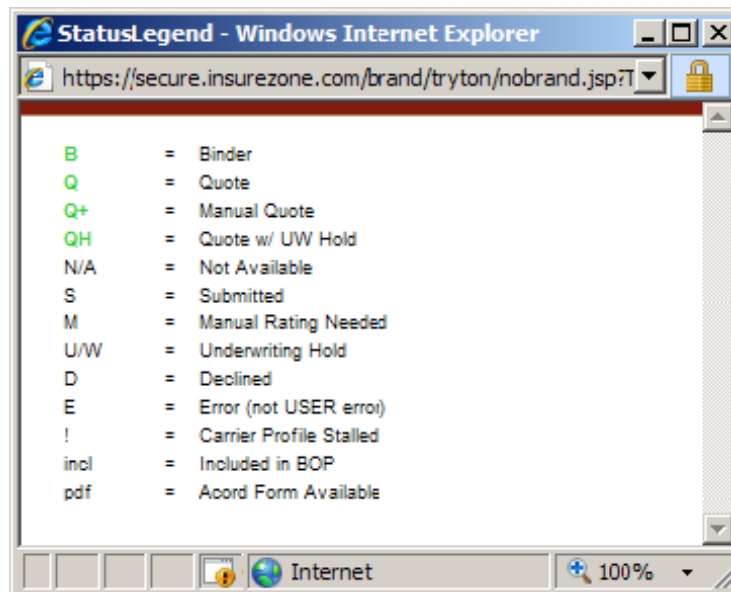 StatusLegend - Windows Internet Explorer
https://secure.insurezone.com/brand/tryton/nobrand.jsp?T
B = Binder
Q = Quote
Q+ = Manual Quote
QH = Quote w/ UW Hold
N/A = Not Available
S = Submitted
M = Manual Rating Needed
U/W = Underwriting Hold
D = Declined
E = Error (not USER error)
! = Carrier Profile Stalled
incl = Included in BOP
pdf = Acord Form Available
Internet 100%